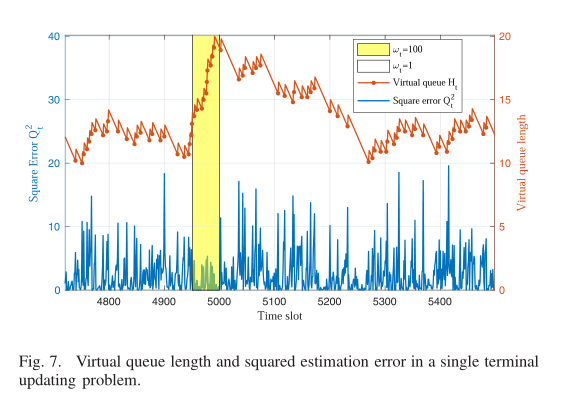 40
30
20
10
0
20
15
10
5
0
4800
4900
5000
5100
5200
5300
5400
Square Error Q_t^2
Virtual queue length
Time slot
ω_t=100
ω_t=1
Virtual queue H_t
Square error Q_t^2
Fig. 7. Virtual queue length and squared estimation error in a single terminal
updating problem.